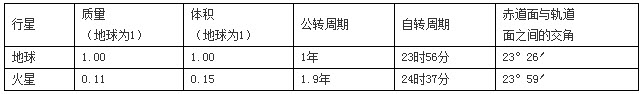 行星 质量（地球为1） 体积（地球为1） 公转周期 自转周期 赤道面与轨道面之间的交角
地球 1.00 1.00 1年 23时56分 23° 26′
火星 0.11 0.15 1.9年 24时37分 23° 59′